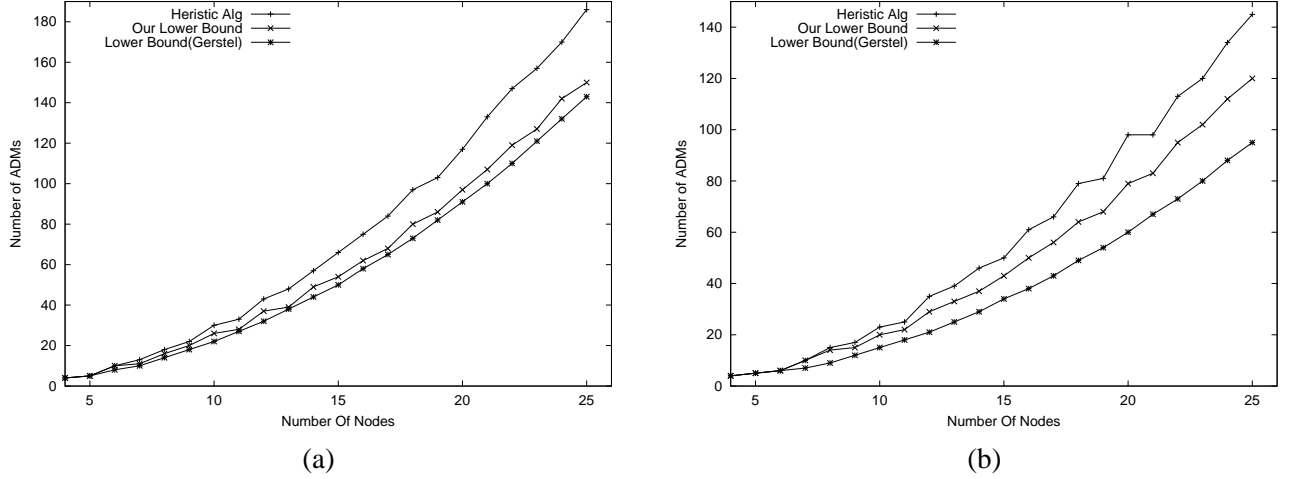 Heristic Alg
Our Lower Bound
Lower Bound(Gerstel)
Number of ADMs
180
160
140
120
100
80
60
40
20
0
5
10
15
20
25
Number Of Nodes
(a)
Heristic Alg
Our Lower Bound
Lower Bound(Gerstel)
Number of ADMs
140
120
100
80
60
40
20
0
5
10
15
20
25
Number Of Nodes
(b)